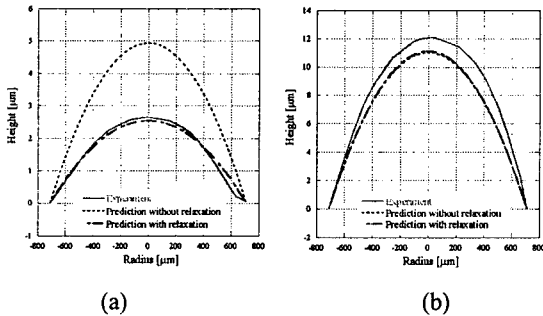 (a)
6
5
4
3
2
1
0
-1
Height [μm]
Experiment
Prediction without relaxation
Prediction with relaxation
-800 -600 -400 -200 0 200 400 600 800
Radius [μm]
(b)
14
12
10
8
6
4
2
0
-2
Height [μm]
Experiment
Prediction without relaxation
Prediction with relaxation
-800 -600 -400 -200 0 200 400 600 800
Radius [μm]
(a)
(b)